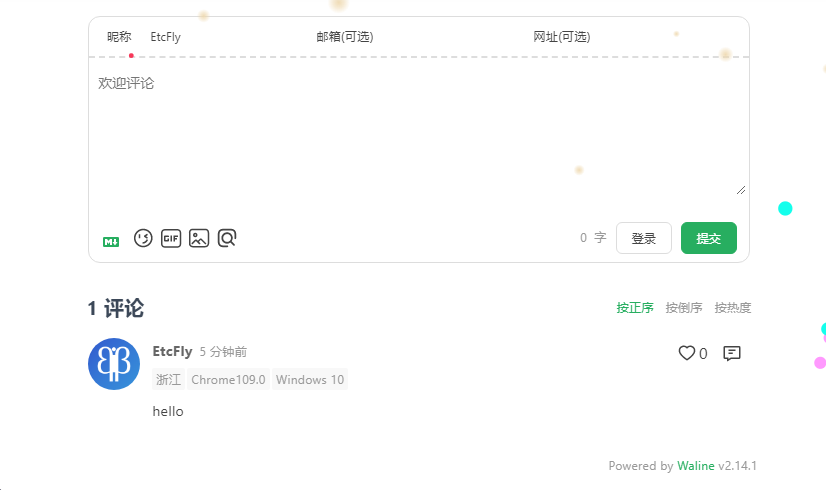 昵称 EtcFly 邮箱(可选) 网址(可选)
欢迎评论
M↓ GIF 0 字 登录 提交
1 评论 按正序 按倒序 按热度
EtcFly 5 分钟前 0
浙江 Chrome109.0 Windows 10
hello
Powered by Waline v2.14.1